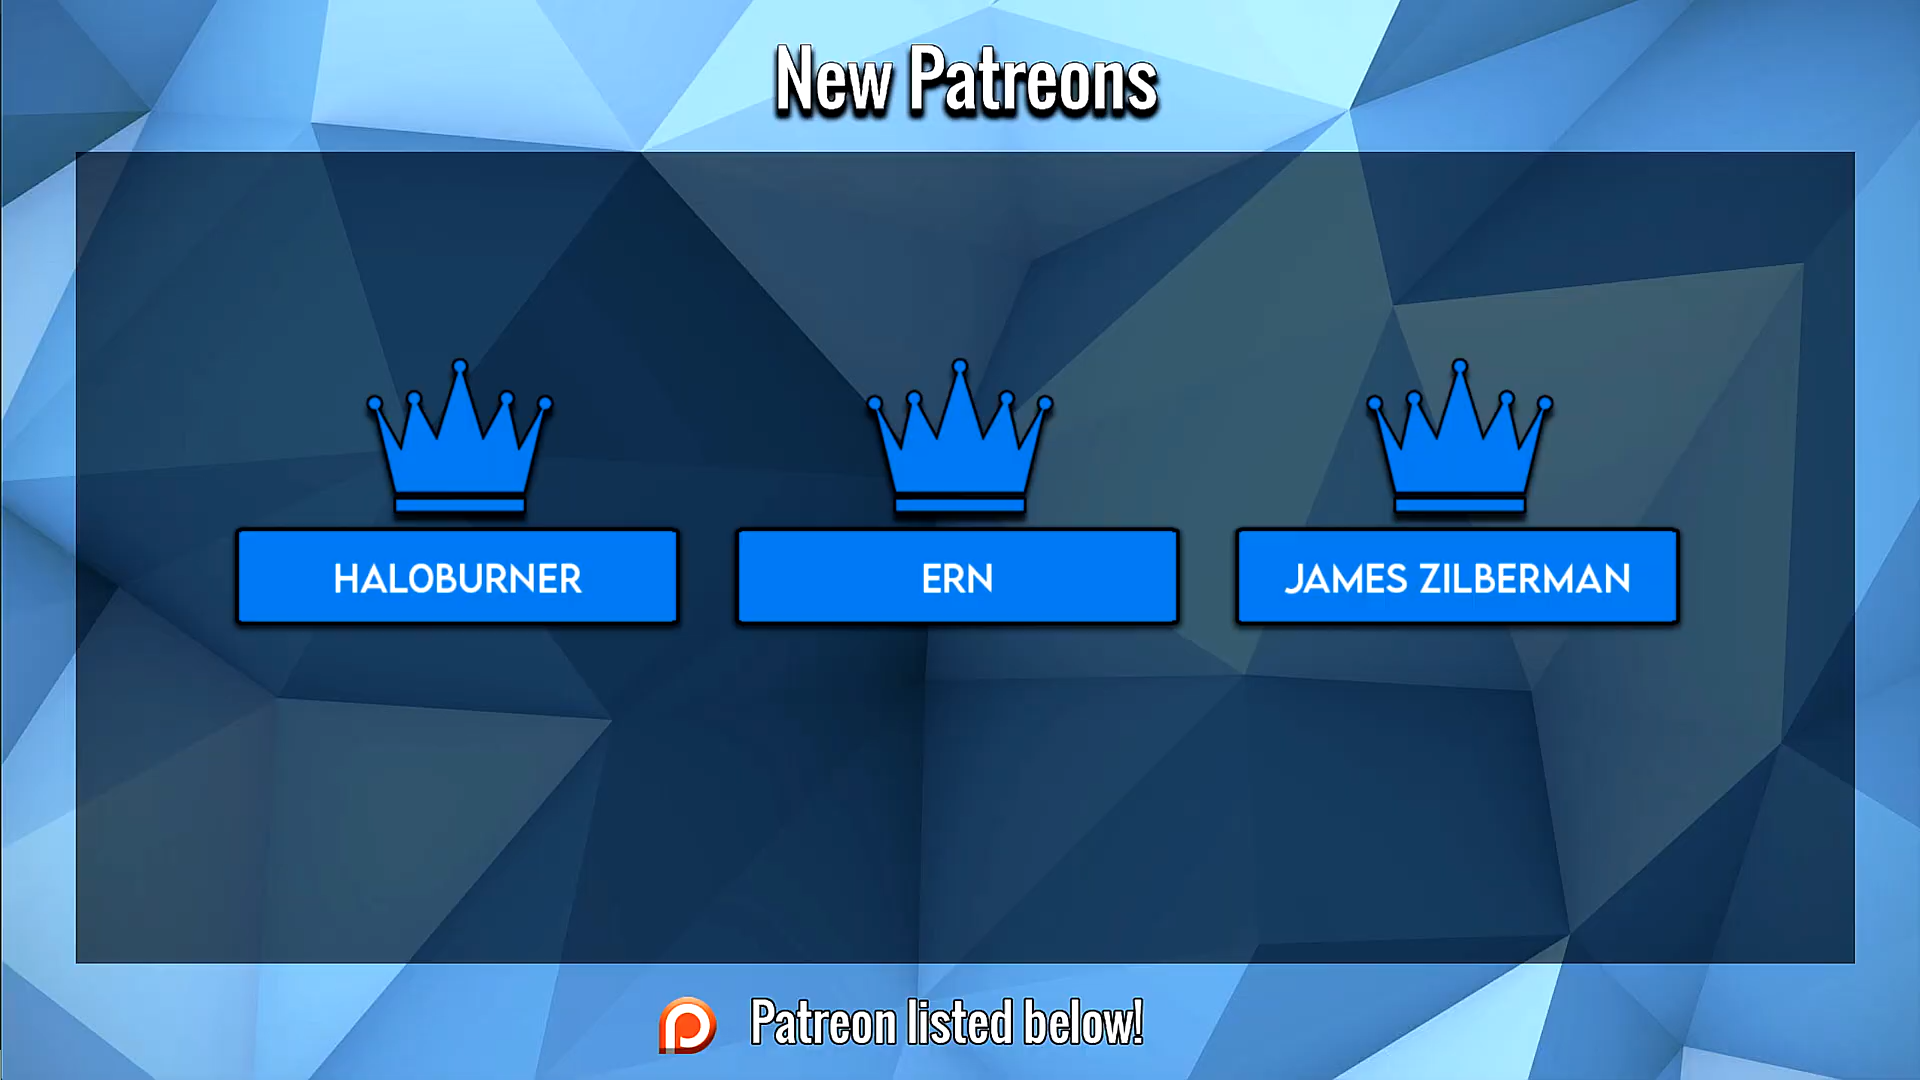 New Patreons
HALOBURNER
ERN
JAMES ZILBERMAN
Patreon listed below!